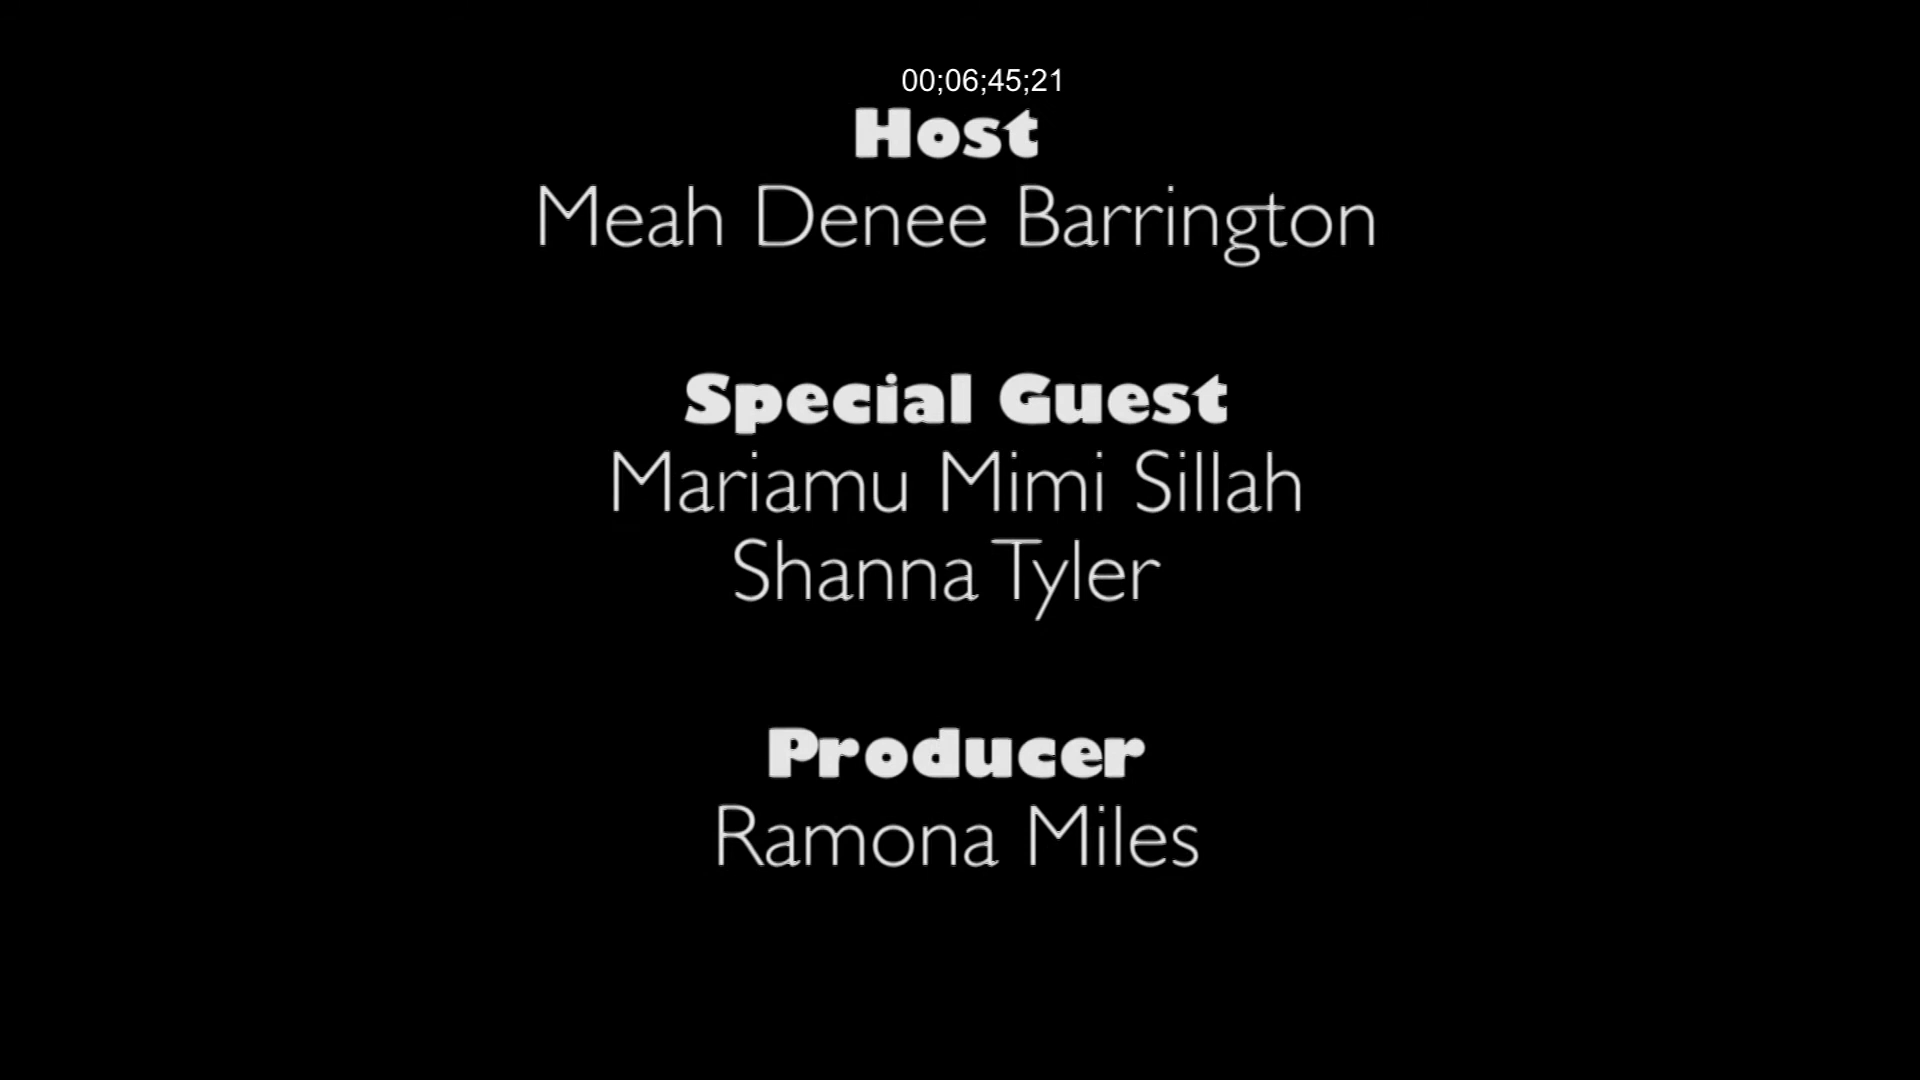 00;06;45;21
Host
Meah Denee Barrington
Special Guest
Mariamu Mimi Sillah
Shanna Tyler
Producer
Ramona Miles